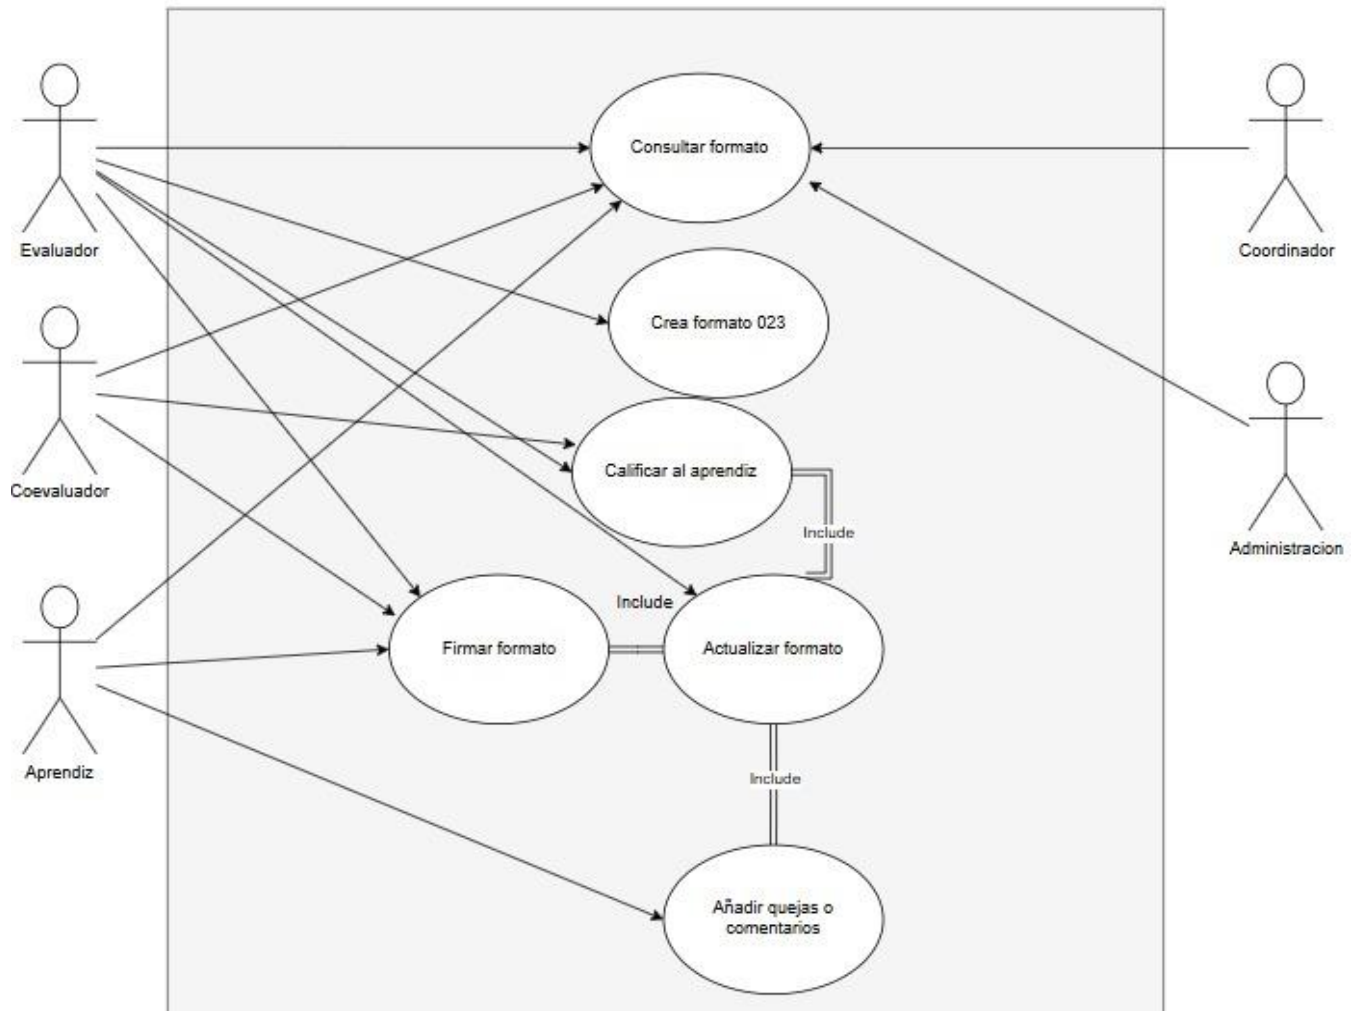 Consultar formato
Evaluador
Coordinador
Crea formato 023
Calificar al aprendiz
Coevaluador
Include
Administracion
Include
Firmar formato
Actualizar formato
Aprendiz
Include
Añadir quejas o
comentarios